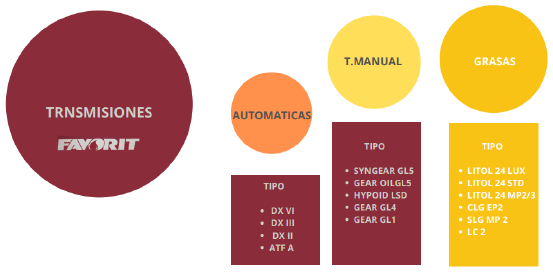 TRNSMISIONES
FAVORIT
AUTOMATICAS
TIPO
• DX VI
• DX III
• DX II
• ATF A
T.MANUAL
TIPO
• SYNGEAR GL5
• GEAR OILGL5
• HYPOID LSD
• GEAR GL4
• GEAR GL1
GRASAS
TIPO
• LITOL 24 LUX
• LITOL 24 STD
• LITOL 24 MP2/3
• CLG EP2
• SLG MP 2
• LC 2